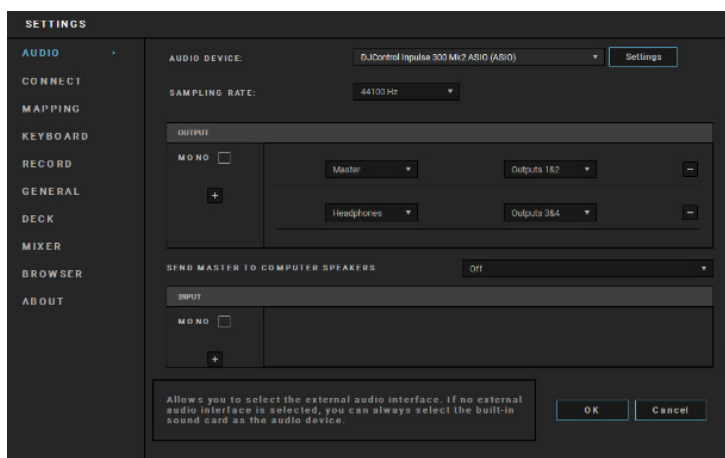 SETTINGS
AUDIO
CONNECT
MAPPING
KEYBOARD
RECORD
GENERAL
DECK
MIXER
BROWSER
ABOUT
AUDIO DEVICE: DJControl Inpulse 300 Mk2 ASIO (ASIO) Settings
SAMPLING RATE: 44100 Hz
OUTPUT
MONO
+
Master Outputs 1&2 −
Headphones Outputs 3&4 −
SEND MASTER TO COMPUTER SPEAKERS Off
INPUT
MONO
+
Allows you to select the external audio interface. If no external
audio interface is selected, you can always select the built-in
sound card as the audio device.
OK Cancel